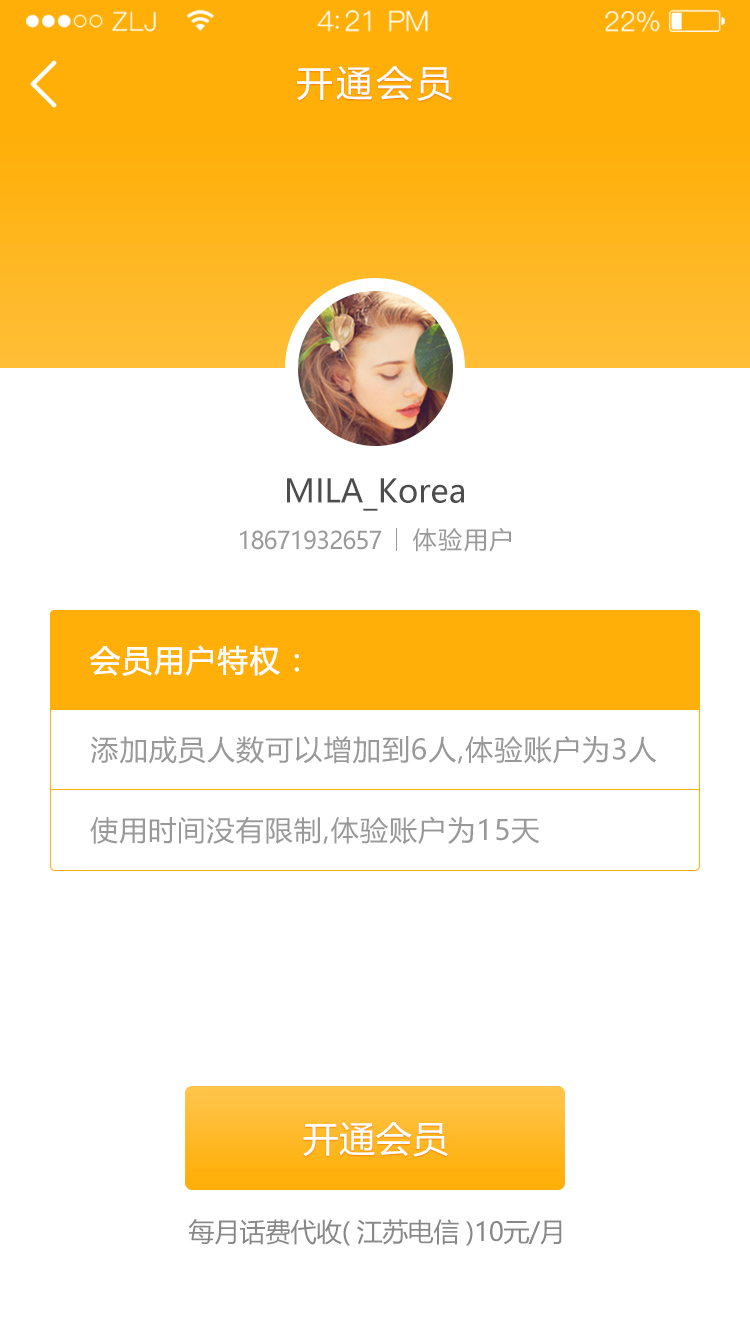 ZLJ 4:21 PM 22%
开通会员
MILA_Korea
18671932657 | 体验用户
会员用户特权：
添加成员人数可以增加到6人,体验账户为3人
使用时间没有限制,体验账户为15天
开通会员
每月话费代收( 江苏电信 )10元/月